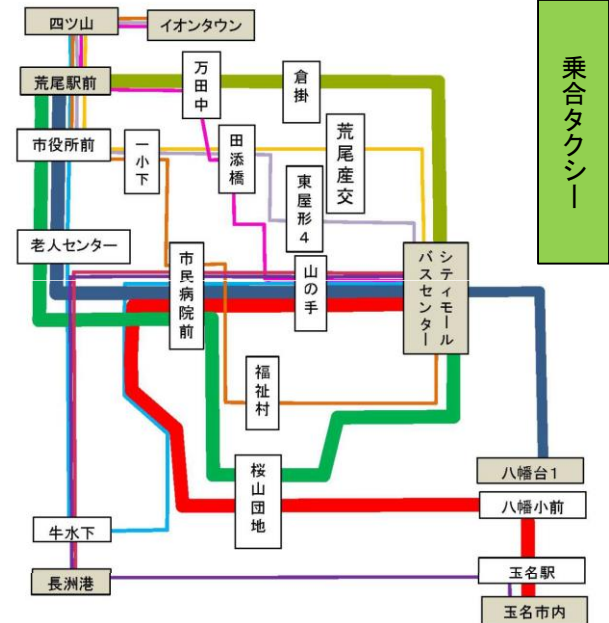 四ツ山
イオンタウン
荒尾駅前
万田中
倉掛
乗合タクシー
市役所前
一小下
田添橋
荒尾産交
東屋形4
老人センター
市民病院前
山の手
シティモール
バスセンター
福祉村
桜山団地
八幡台1
八幡小前
牛水下
長洲港
玉名駅
玉名市内